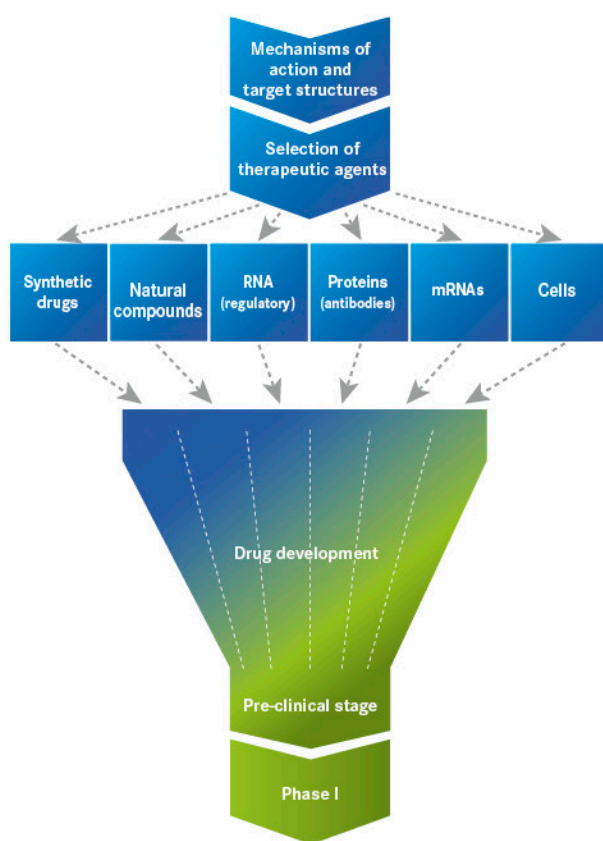 Mechanisms of
action and
target structures
Selection of
therapeutic agents
Synthetic
drugs
Natural
compounds
RNA
(regulatory)
Proteins
(antibodies)
mRNAs
Cells
Drug development
Pre-clinical stage
Phase I